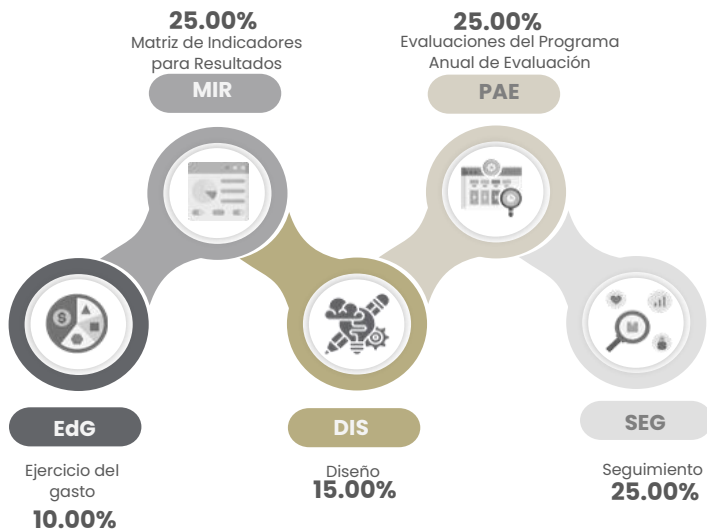 25.00%
Matriz de Indicadores
para Resultados
MIR
25.00%
Evaluaciones del Programa
Anual de Evaluación
PAE
$
EdG
Ejercicio del
gasto
10.00%
DIS
Diseño
15.00%
SEG
Seguimiento
25.00%